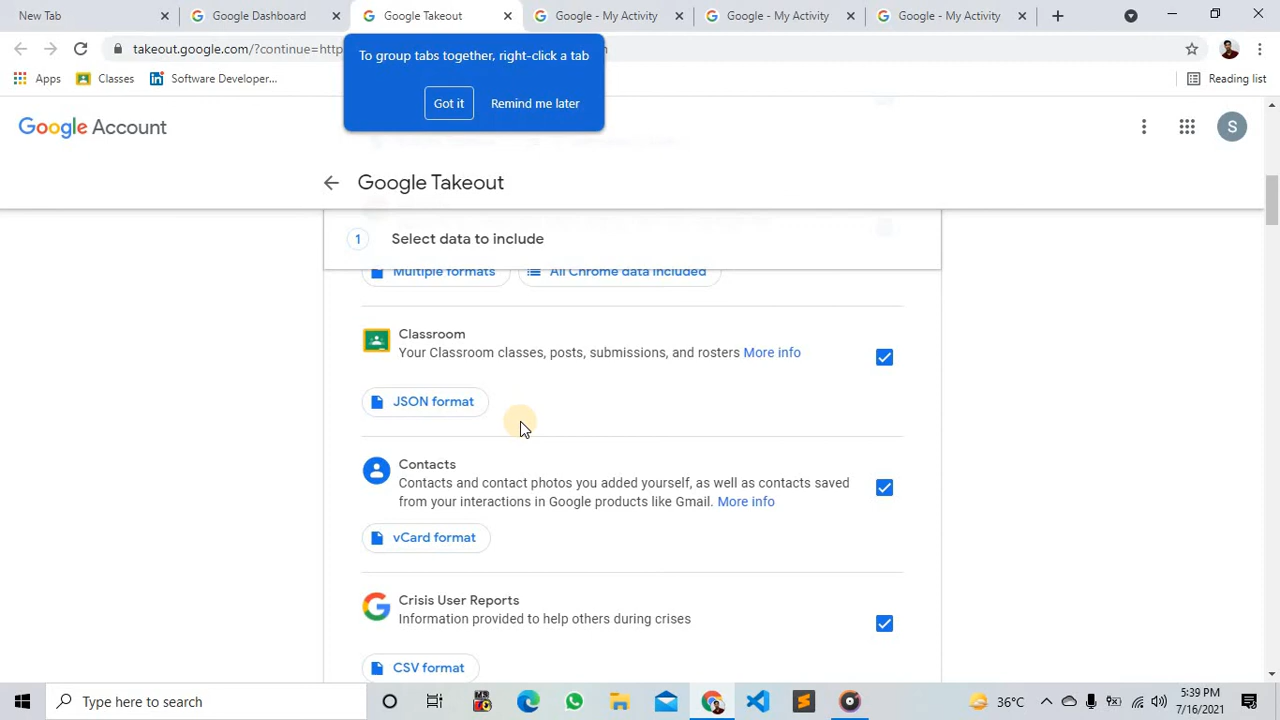 New Tab
Google Dashboard
Google Takeout
Google - My Activity
Google - My Activity
Google - My Activity
takeout.google.com/?continue=http
Apps
Classes
Software Developer...
Reading list
To group tabs together, right-click a tab
Got it
Remind me later
Google Account
S
Google Takeout
1
Select data to include
Multiple formats
All Chrome data included
Classroom
Your Classroom classes, posts, submissions, and rosters More info
JSON format
Contacts
Contacts and contact photos you added yourself, as well as contacts saved
from your interactions in Google products like Gmail. More info
vCard format
Crisis User Reports
Information provided to help others during crises
CSV format
Type here to search
36°C
5:39 PM
7/16/2021